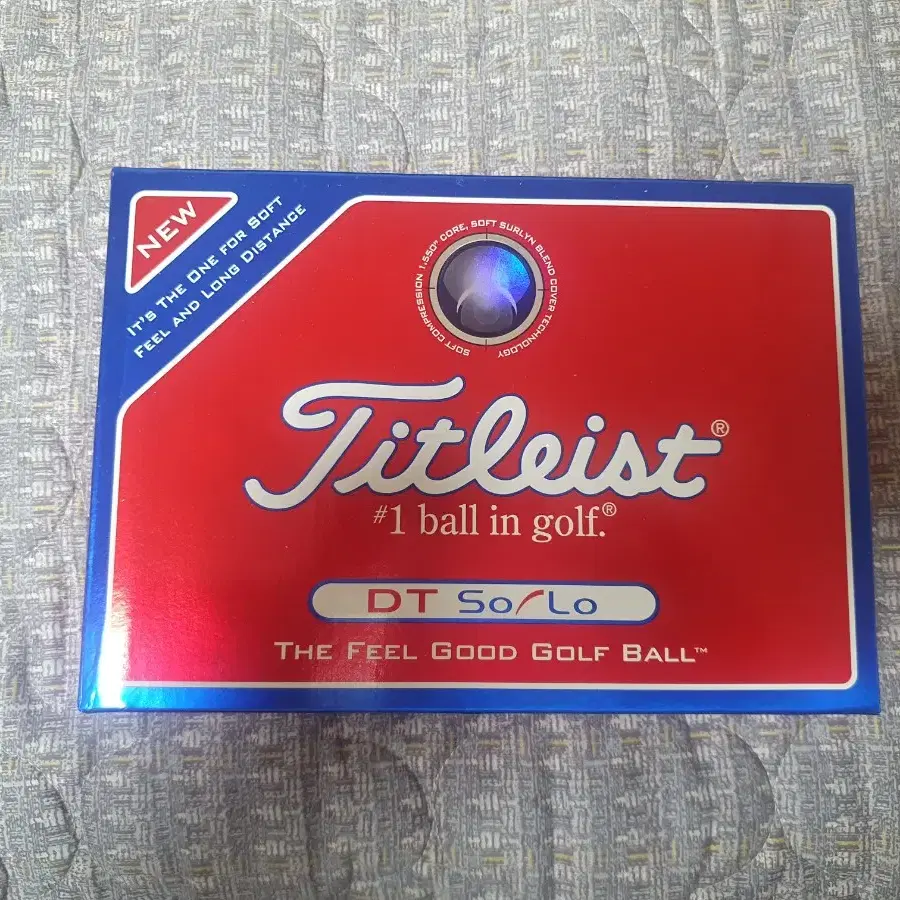 NEW
IT'S THE ONE FOR SOFT
FEEL AND LONG DISTANCE
SOFT COMPRESSION 1.550" CORE, SOFT SURLYN BLEND COVER TECHNOLOGY
Titleist®
#1 ball in golf.®
DT So/Lo
THE FEEL GOOD GOLF BALL™